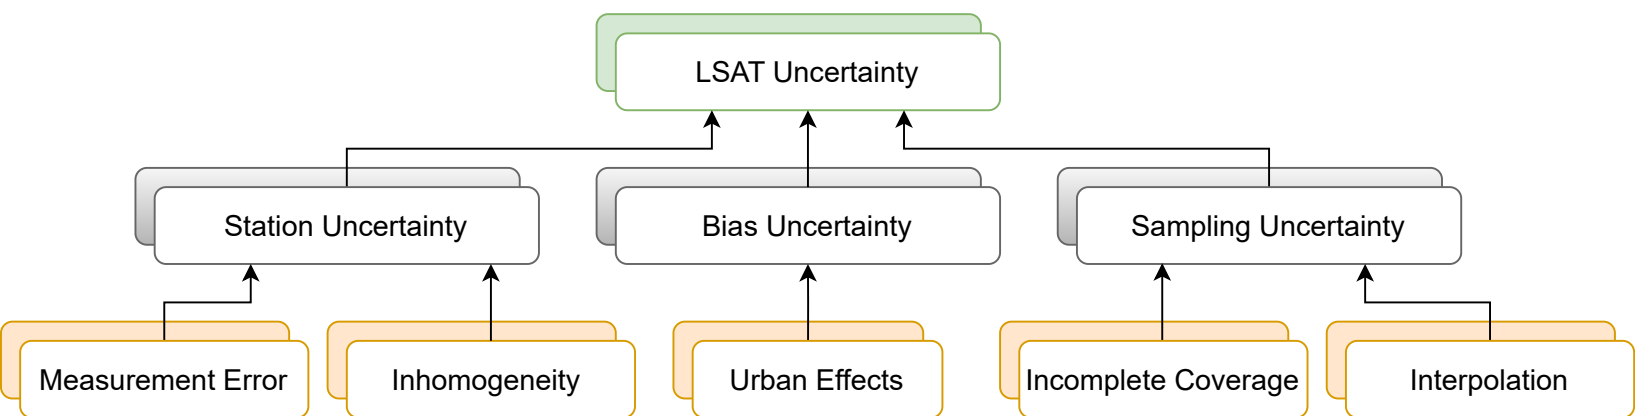 LSAT Uncertainty
Station Uncertainty
Bias Uncertainty
Sampling Uncertainty
Measurement Error
Inhomogeneity
Urban Effects
Incomplete Coverage
Interpolation